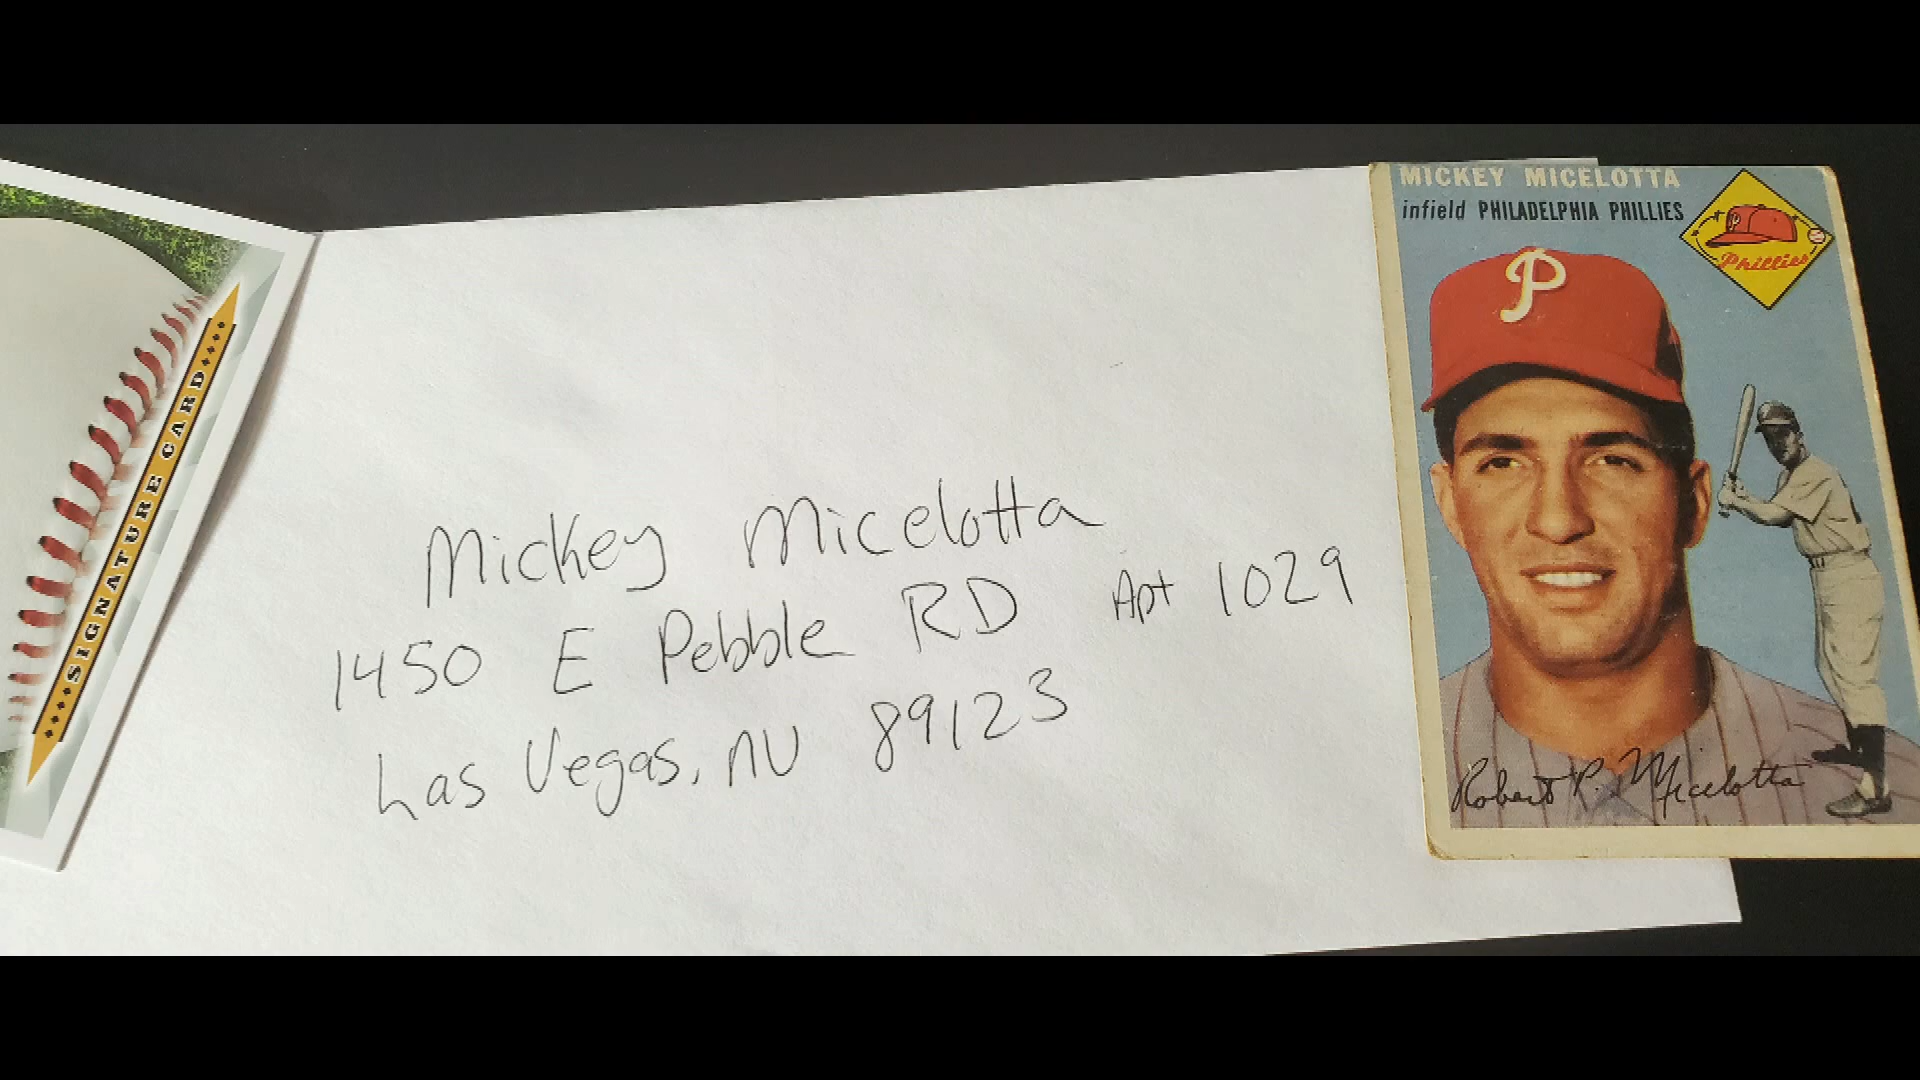 SIGNATURE CARD
Mickey Micelotta
1450 E Pebble RD Apt 1029
Las Vegas, NV 89123
MICKEY MICELOTTA
infield PHILADELPHIA PHILLIES
P
Phillies
P
Robert P. Micelotta